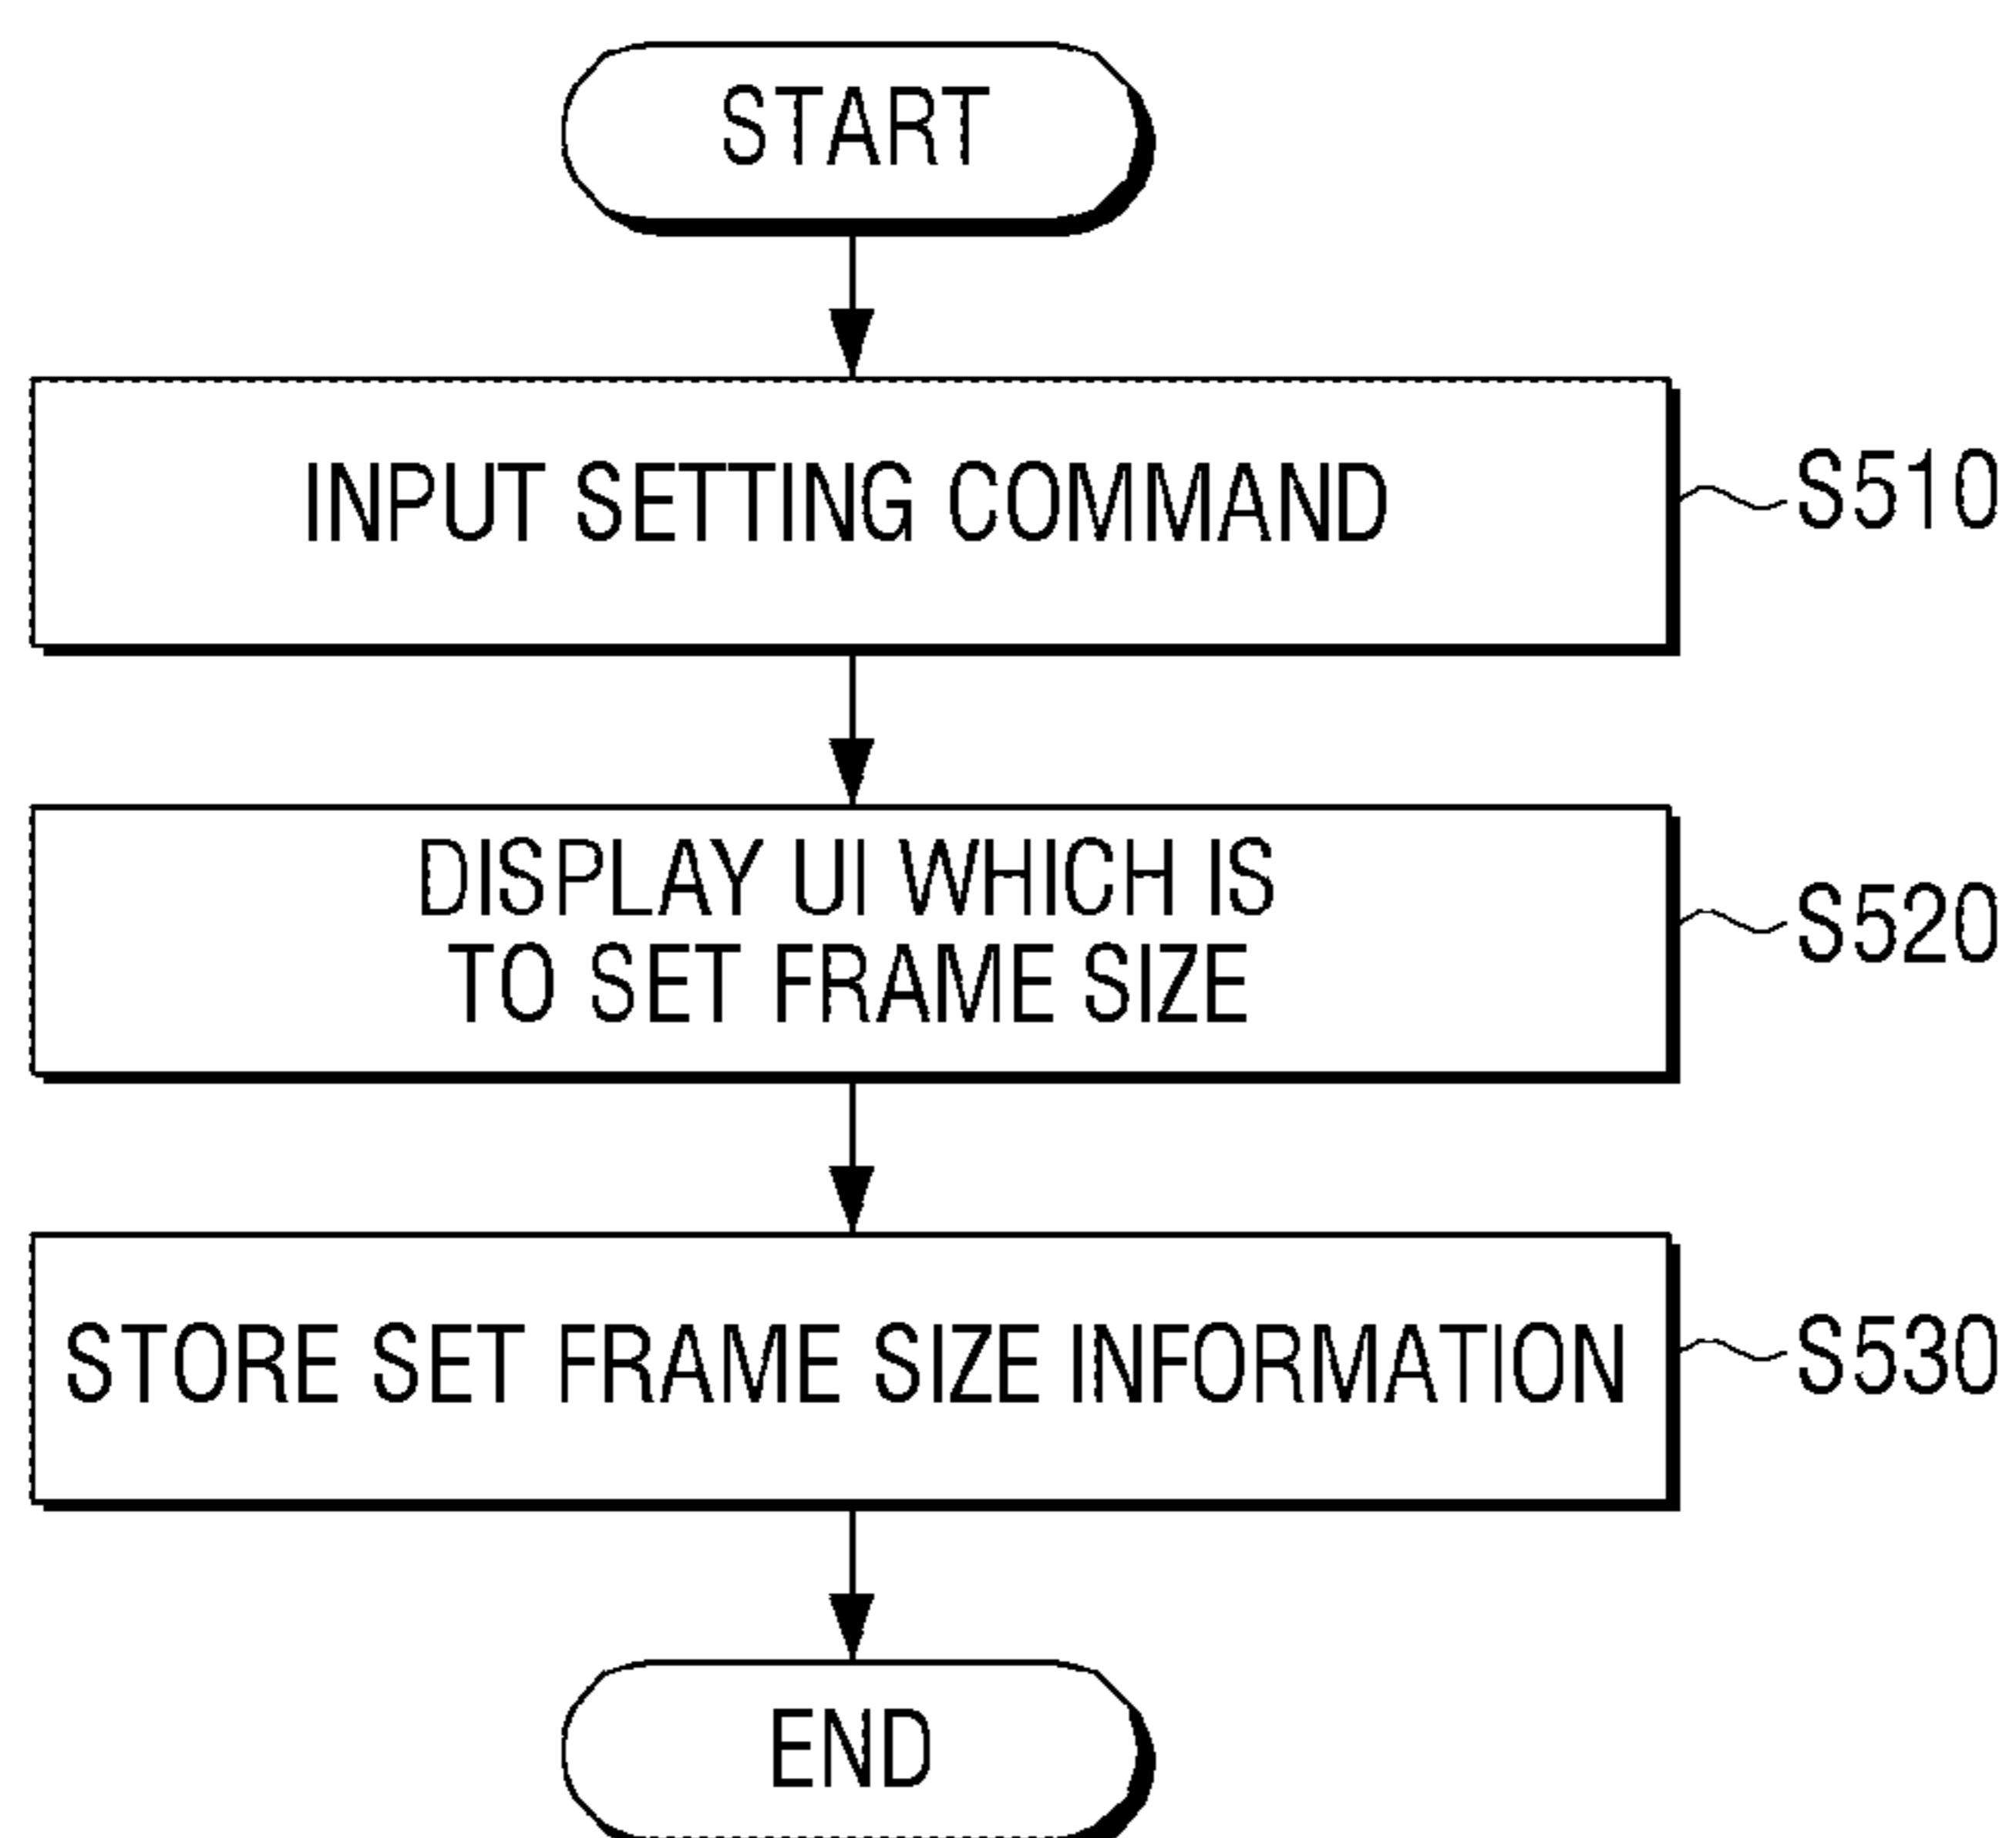 START
INPUT SETTING COMMAND
S510
DISPLAY UI WHICH IS
TO SET FRAME SIZE
S520
STORE SET FRAME SIZE INFORMATION
S530
END